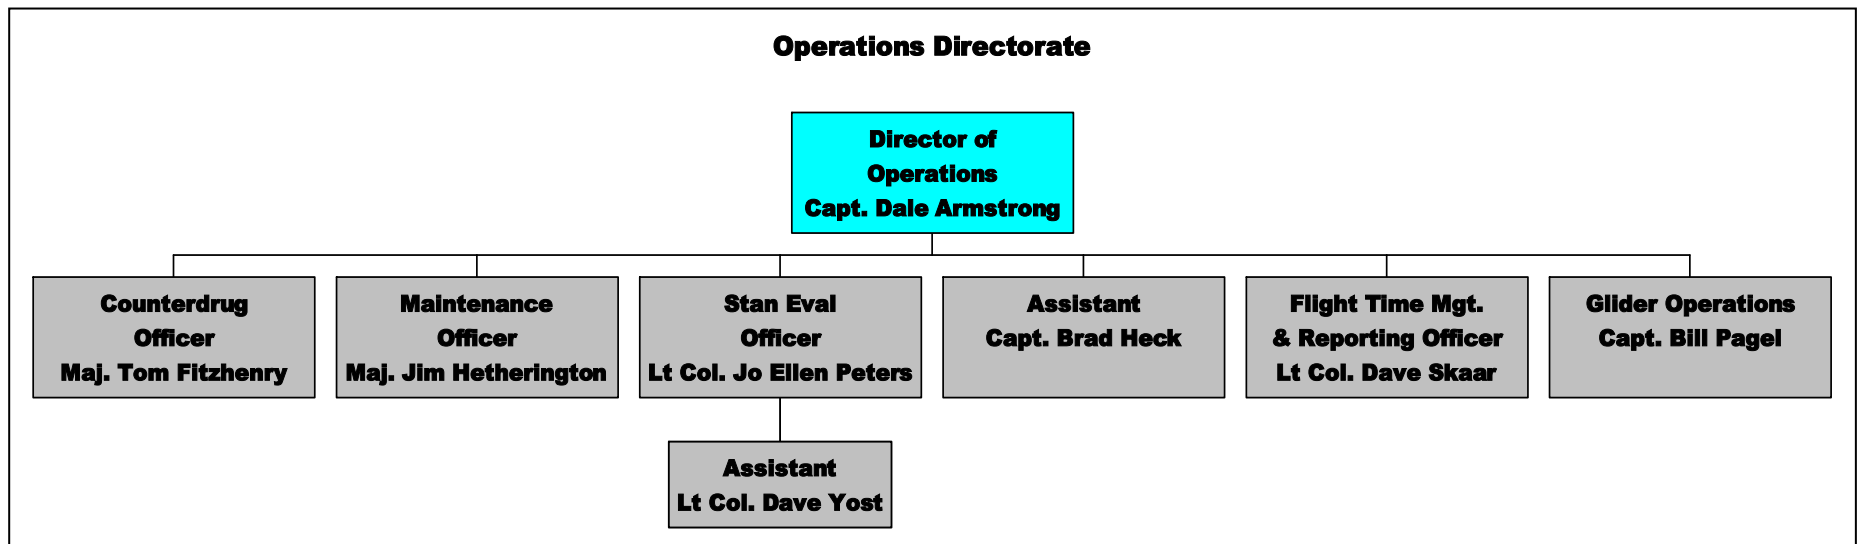 Operations Directorate
Director of
Operations
Capt. Dale Armstrong
Counterdrug
Officer
Maj. Tom Fitzhenry
Maintenance
Officer
Maj. Jim Hetherington
Stan Eval
Officer
Lt Col. Jo Ellen Peters
Assistant
Capt. Brad Heck
Flight Time Mgt.
& Reporting Officer
Lt Col. Dave Skaar
Glider Operations
Capt. Bill Pagel
Assistant
Lt Col. Dave Yost